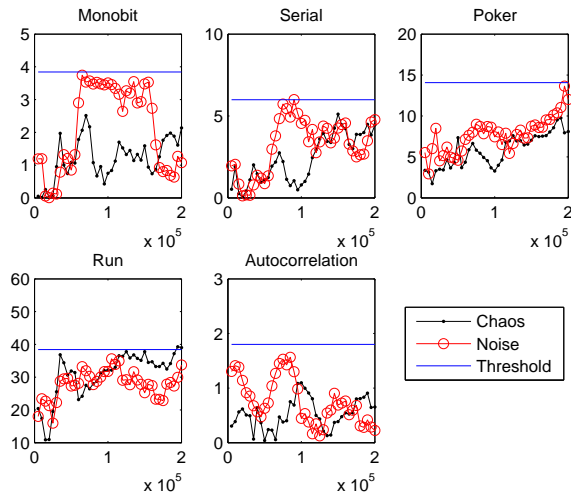 Monobit
Serial
Poker
5
4
3
2
1
0
0 1 2
x 10^5
10
5
0
0 1 2
x 10^5
20
15
10
5
0
0 1 2
x 10^5
Run
Autocorrelation
60
50
40
30
20
10
0 1 2
x 10^5
3
2
1
0
0 1 2
x 10^5
Chaos
Noise
Threshold